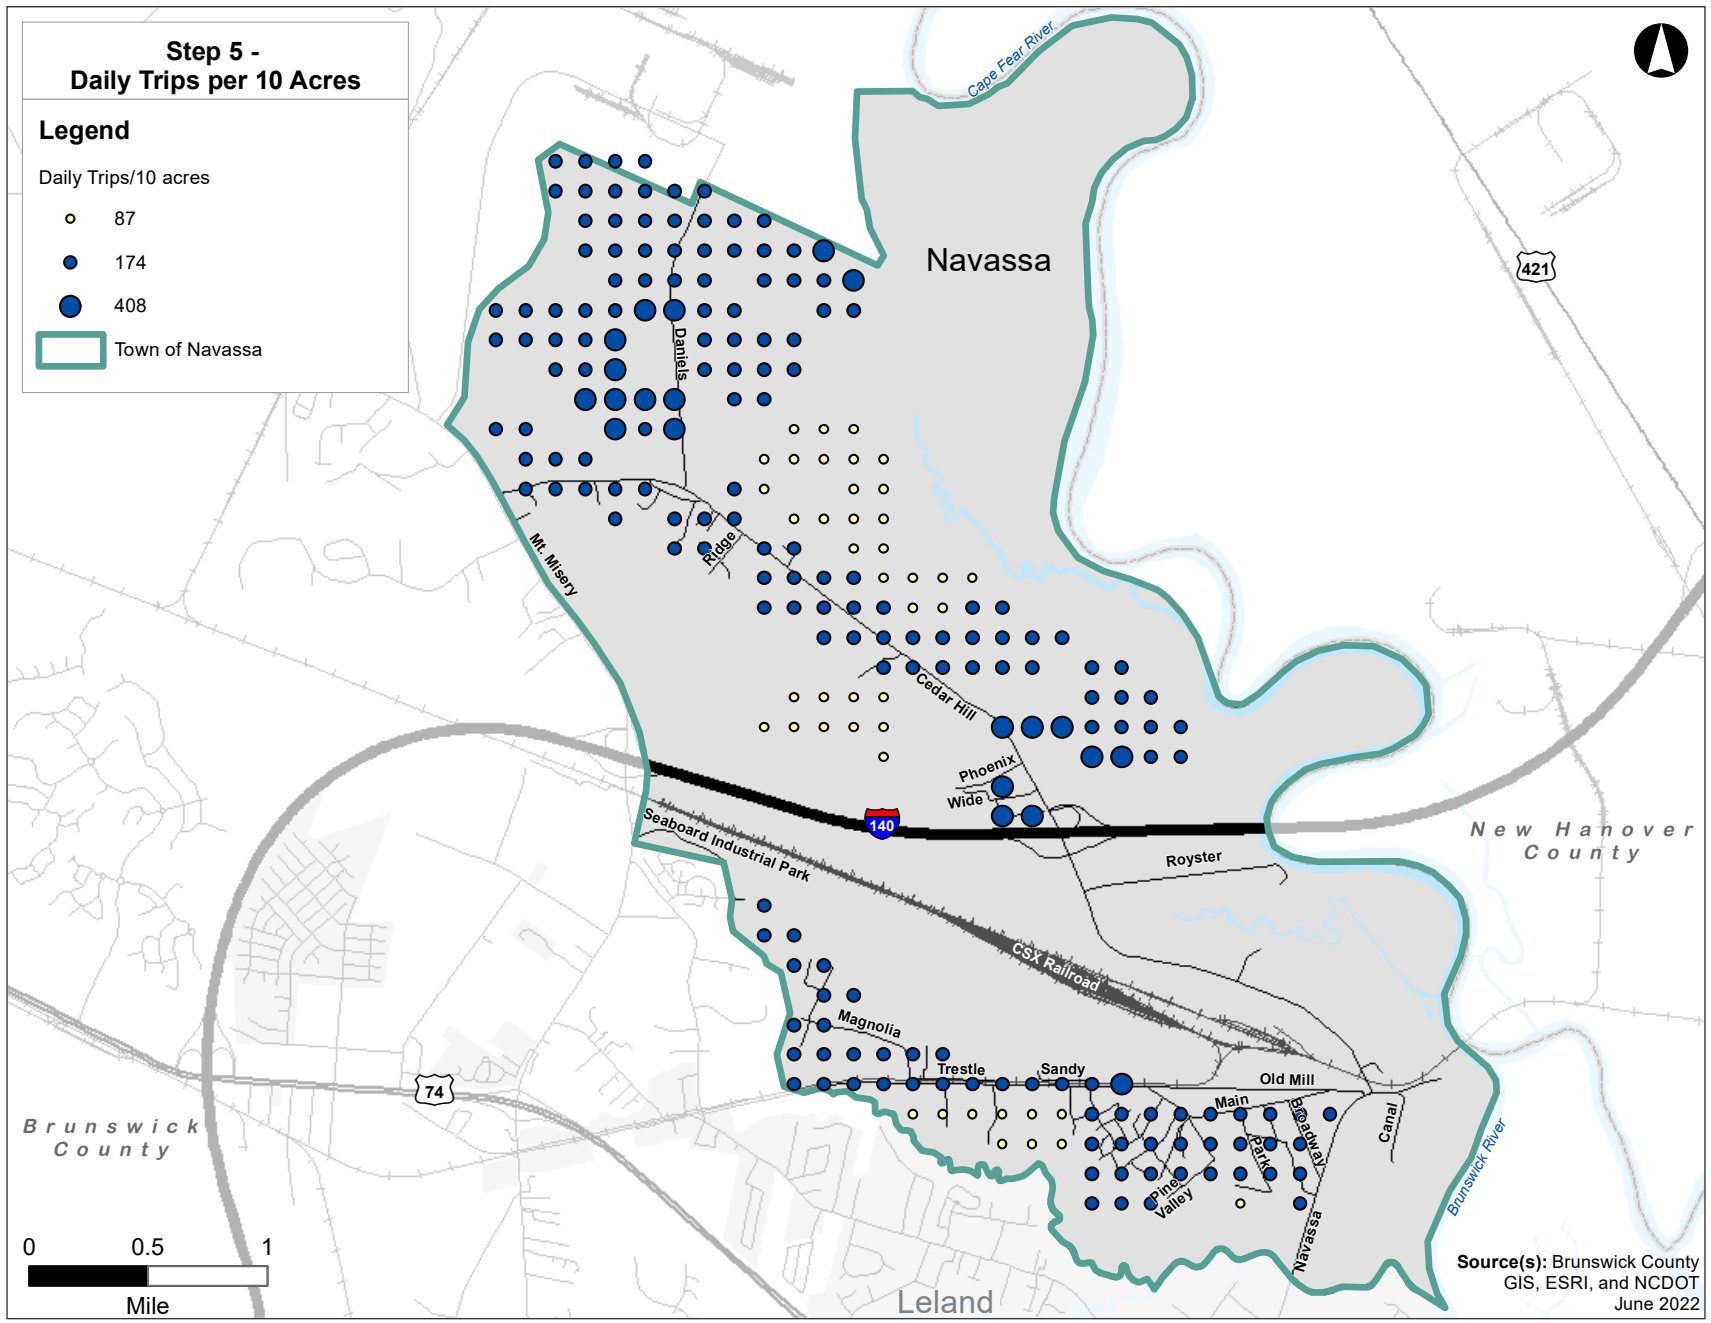 Step 5 -
Daily Trips per 10 Acres
Legend
Daily Trips/10 acres
87
174
408
Town of Navassa
Cape Fear River
Navassa
421
Daniels
Mt. Misery
Ridge
Cedar Hill
Phoenix
Wide
140
Seaboard Industrial Park
Royster
New Hanover
County
CSX Railroad
Magnolia
Trestle
Sandy
Old Mill
Main
Broadway
Canal
Park
Pine
Valley
Navassa
Brunswick River
74
Brunswick
County
0 0.5 1
Mile
Leland
Source(s): Brunswick County
GIS, ESRI, and NCDOT
June 2022